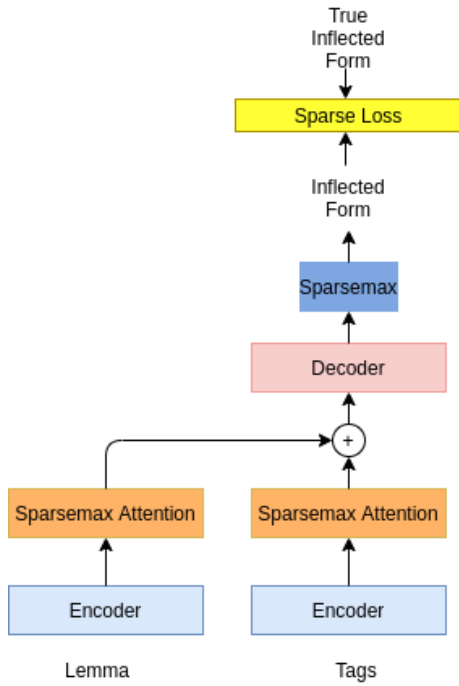 True
Inflected
Form
Sparse Loss
Inflected
Form
Sparsemax
Decoder
+
Sparsemax Attention
Sparsemax Attention
Encoder
Encoder
Lemma
Tags